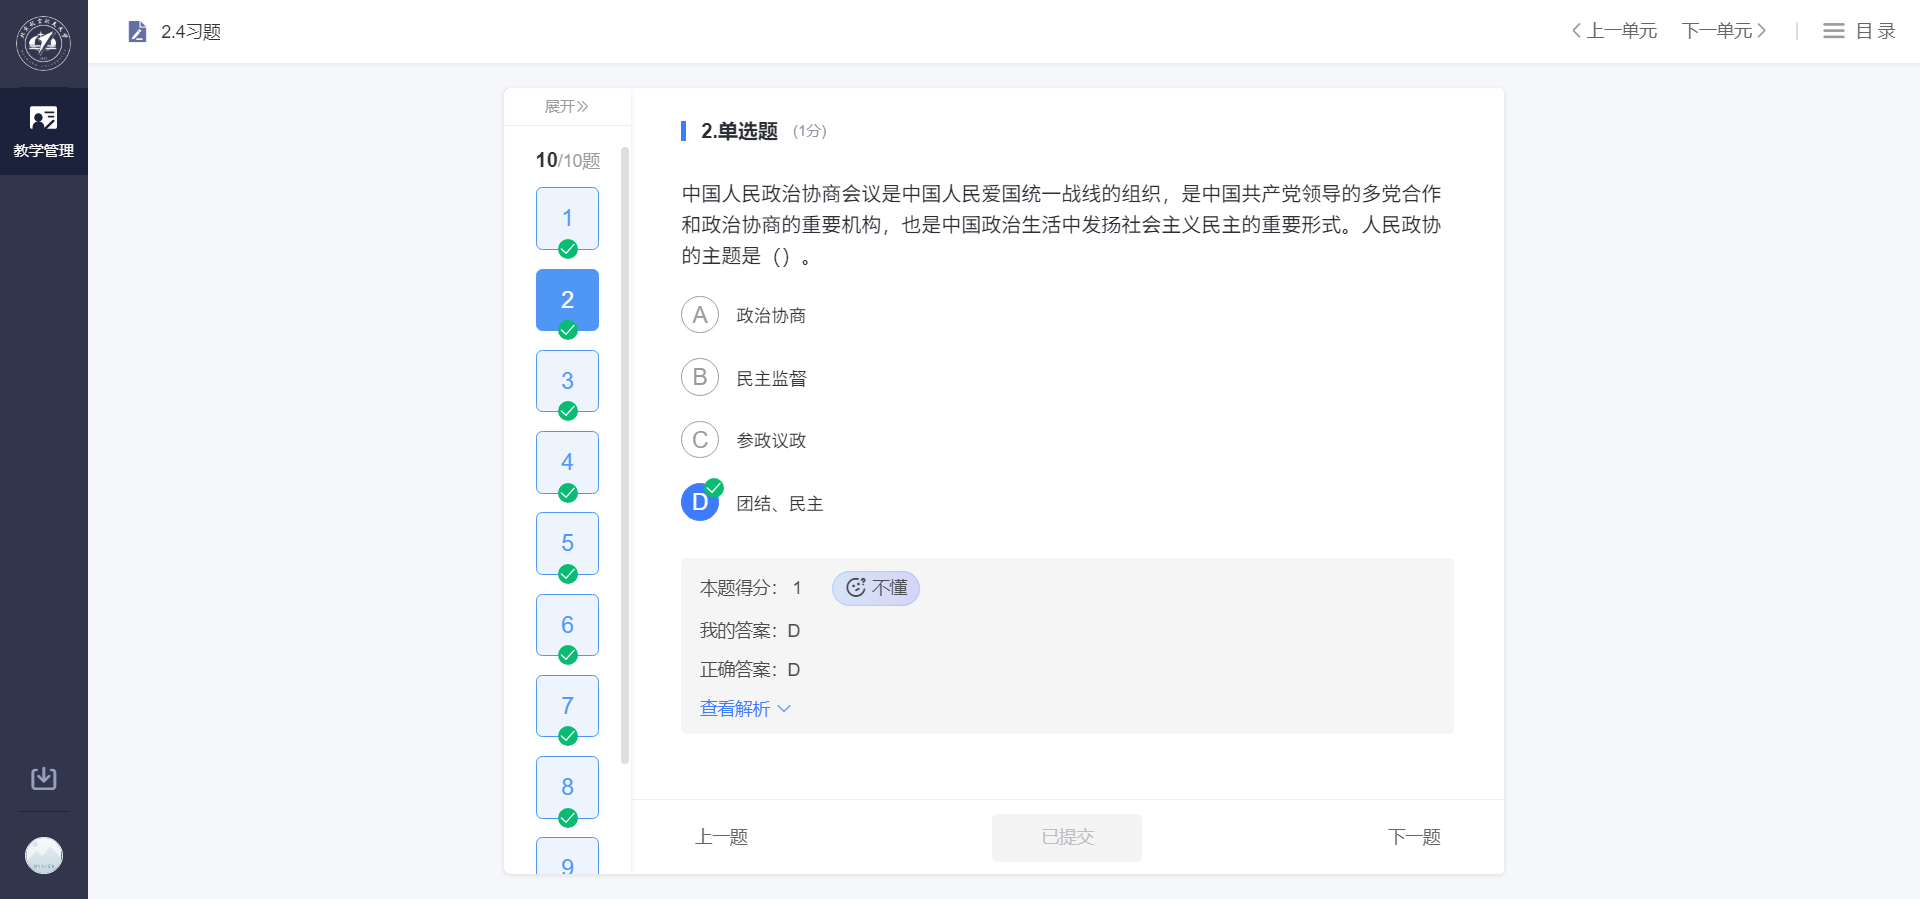 2.4习题
上一单元
下一单元
目录
教学管理
展开
10/10题
1
2
3
4
5
6
7
8
9
2.单选题 (1分)
中国人民政治协商会议是中国人民爱国统一战线的组织，是中国共产党领导的多党合作
和政治协商的重要机构，也是中国政治生活中发扬社会主义民主的重要形式。人民政协
的主题是（）。
A 政治协商
B 民主监督
C 参政议政
D 团结、民主
本题得分： 1 不懂
我的答案：D
正确答案：D
查看解析
上一题
已提交
下一题